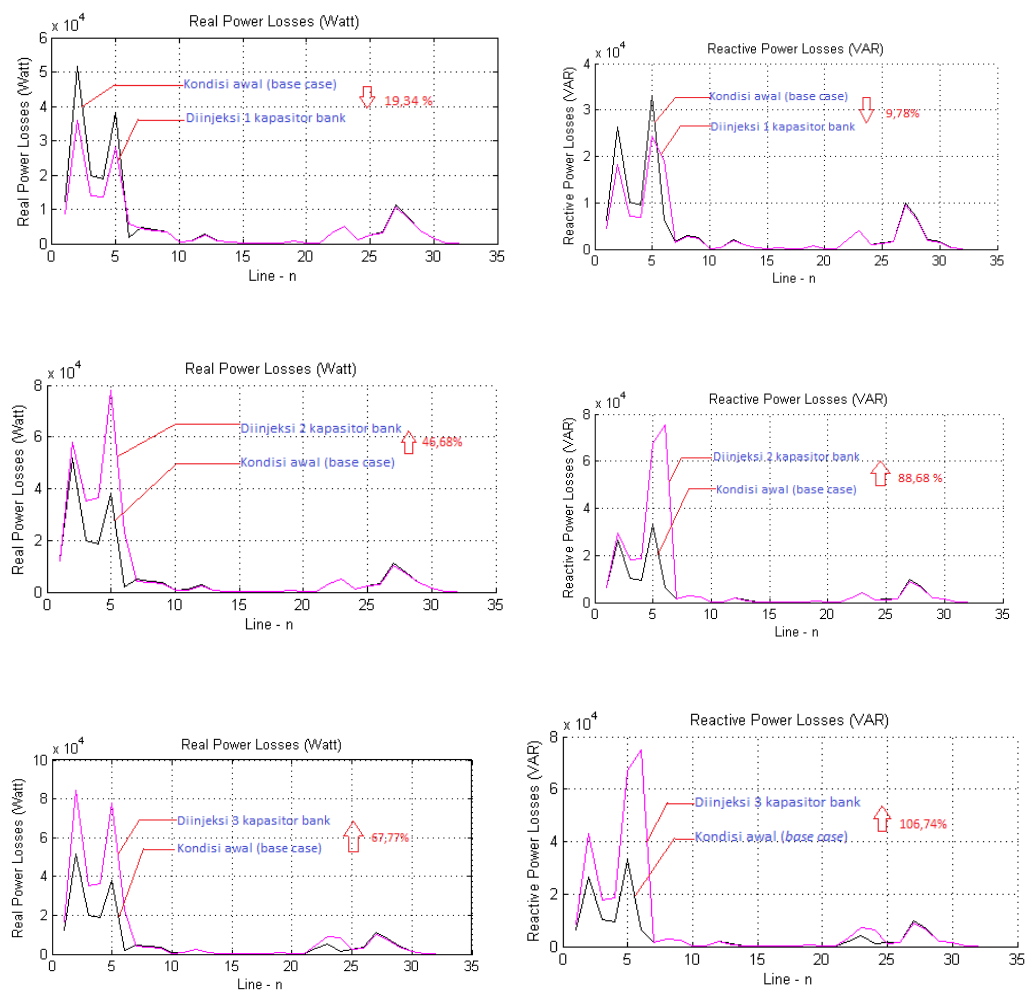 Real Power Losses (Watt)
x 10^4
Real Power Losses (Watt)
6
5
4
3
2
1
0
Kondisi awal (base case)
Diinjeksi 1 kapasitor bank
19,34 %
0 5 10 15 20 25 30 35
Line - n
Reactive Power Losses (VAR)
x 10^4
Reactive Power Losses (VAR)
4
3
2
1
0
Kondisi awal (base case)
Diinjeksi 1 kapasitor bank
9,78%
0 5 10 15 20 25 30 35
Line - n
Real Power Losses (Watt)
x 10^4
Real Power Losses (Watt)
8
6
4
2
0
Diinjeksi 2 kapasitor bank
46,68%
Kondisi awal (base case)
0 5 10 15 20 25 30 35
Line - n
Reactive Power Losses (VAR)
x 10^4
Reactive Power Losses (VAR)
8
6
4
2
0
Diinjeksi 2 kapasitor bank
88,68 %
Kondisi awal (base case)
0 5 10 15 20 25 30 35
Line - n
Real Power Losses (Watt)
x 10^4
Real Power Losses (Watt)
10
8
6
4
2
0
Diinjeksi 3 kapasitor bank
67,77%
Kondisi awal (base case)
0 5 10 15 20 25 30 35
Line - n
Reactive Power Losses (VAR)
x 10^4
Reactive Power Losses (VAR)
8
6
4
2
0
Diinjeksi 3 kapasitor bank
106,74%
Kondisi awal (base case)
0 5 10 15 20 25 30 35
Line - n